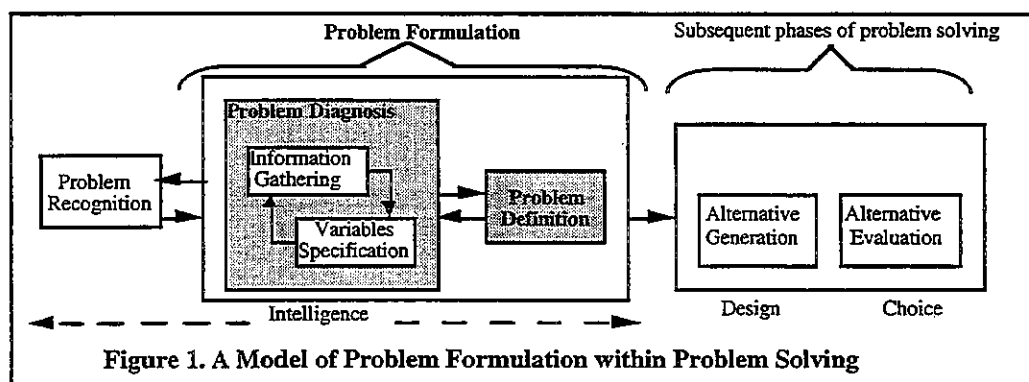 Problem Formulation
Subsequent phases of problem solving
Problem Diagnosis
Information
Gathering
Variables
Specification
Problem
Recognition
Problem
Definition
Alternative
Generation
Alternative
Evaluation
Intelligence
Design
Choice
Figure 1. A Model of Problem Formulation within Problem Solving